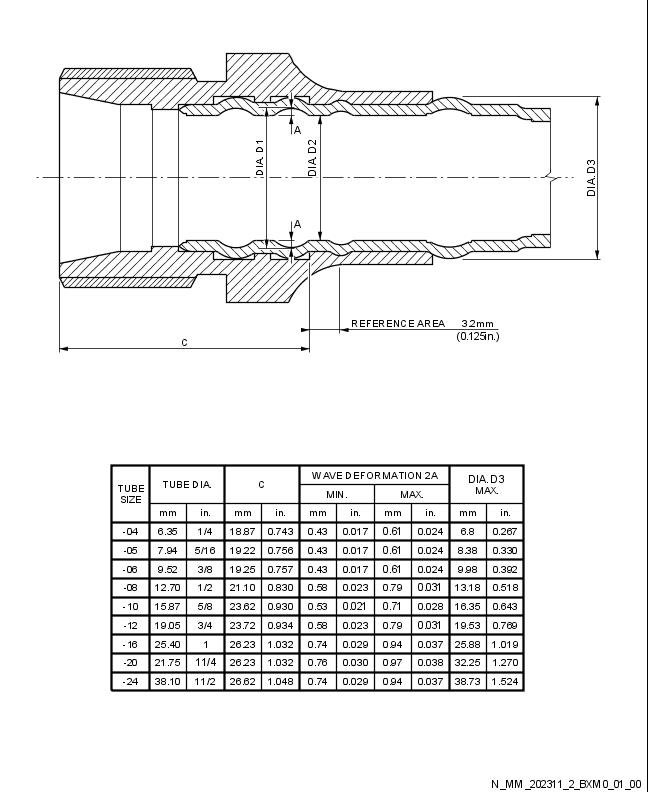 A
DIA.D1
DIA.D2
DIA.D3
A
REFERENCE AREA 3.2mm
(0.125in.)
C
TUBE SIZE TUBE DIA. C WAVE DEFORMATION 2A DIA.D3 MAX.
MIN. MAX.
mm in. mm in. mm in. mm in. mm in.
-04 6.35 1/4 18.87 0.743 0.43 0.017 0.61 0.024 6.8 0.267
-05 7.94 5/16 19.22 0.756 0.43 0.017 0.61 0.024 8.38 0.330
-06 9.52 3/8 19.25 0.757 0.43 0.017 0.61 0.024 9.98 0.392
-08 12.70 1/2 21.10 0.830 0.58 0.023 0.79 0.031 13.18 0.518
-10 15.87 5/8 23.62 0.930 0.53 0.021 0.71 0.028 16.35 0.643
-12 19.05 3/4 23.72 0.934 0.58 0.023 0.79 0.031 19.53 0.769
-16 25.40 1 26.23 1.032 0.74 0.029 0.94 0.037 25.88 1.019
-20 21.75 11/4 26.23 1.032 0.76 0.030 0.97 0.038 32.25 1.270
-24 38.10 11/2 26.62 1.048 0.74 0.029 0.94 0.037 38.73 1.524
N_MM_202311_2_BXM0_01_00